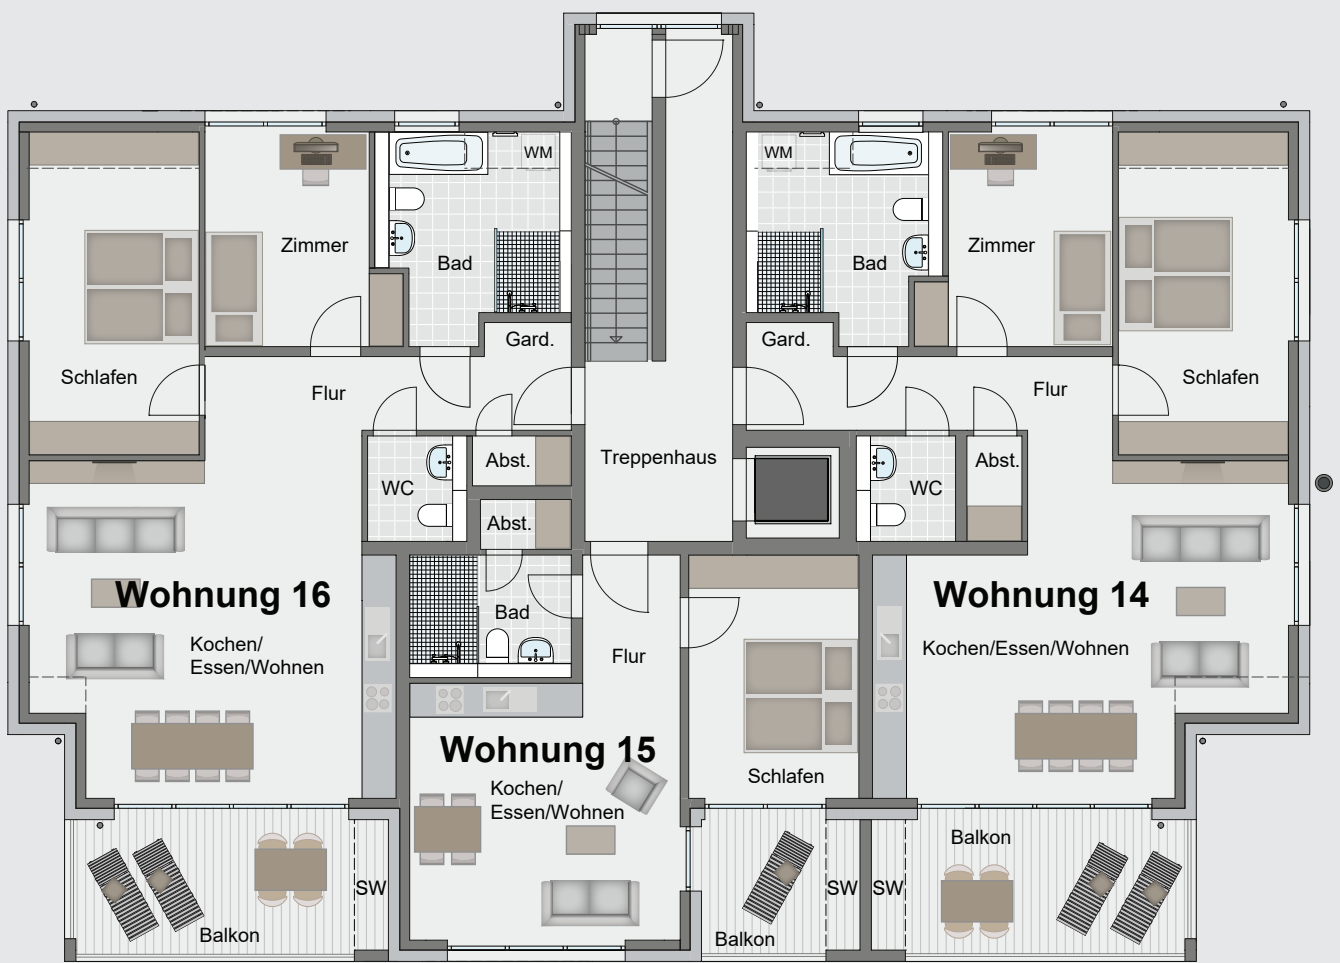 WM
WM
Zimmer
Zimmer
Bad
Bad
Gard.
Gard.
Schlafen
Flur
Flur
Schlafen
Treppenhaus
Abst.
Abst.
WC
WC
Abst.
Wohnung 16
Wohnung 14
Bad
Kochen/
Essen/Wohnen
Flur
Kochen/Essen/Wohnen
Wohnung 15
Schlafen
Kochen/
Essen/Wohnen
Balkon
SW
SW
SW
Balkon
Balkon